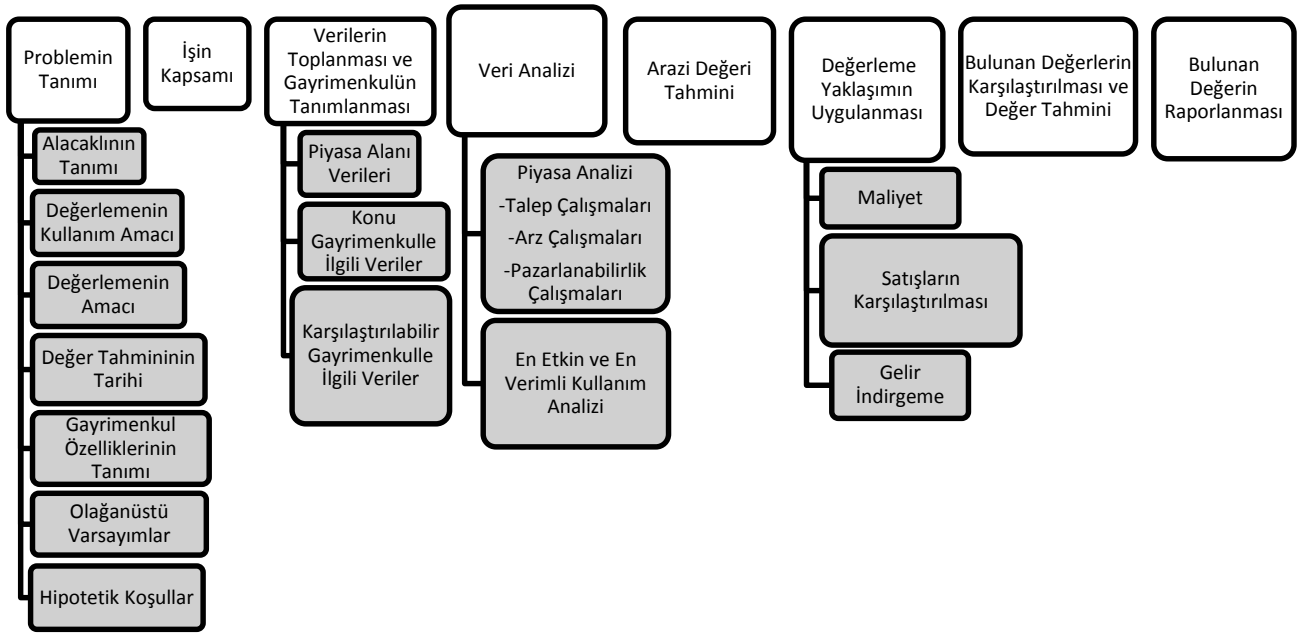 Problemin
Tanımı
Alacaklının
Tanımı
Değerlemenin
Kullanım Amacı
Değerlemenin
Amacı
Değer Tahmininin
Tarihi
Gayrimenkul
Özelliklerinin
Tanımı
Olağanüstü
Varsayımlar
Hipotetik Koşullar
İşin
Kapsamı
Verilerin
Toplanması ve
Gayrimenkulün
Tanımlanması
Piyasa Alanı
Verileri
Konu
Gayrimenkulle
İlgili Veriler
Karşılaştırılabilir
Gayrimenkulle
İlgili Veriler
Veri Analizi
Piyasa Analizi
-Talep Çalışmaları
-Arz Çalışmaları
-Pazarlanabilirlik
Çalışmaları
En Etkin ve En
Verimli Kullanım
Analizi
Arazi Değeri
Tahmini
Değerleme
Yaklaşımın
Uygulanması
Maliyet
Satışların
Karşılaştırılması
Gelir
İndirgeme
Bulunan Değerlerin
Karşılaştırılması ve
Değer Tahmini
Bulunan
Değerin
Raporlanması